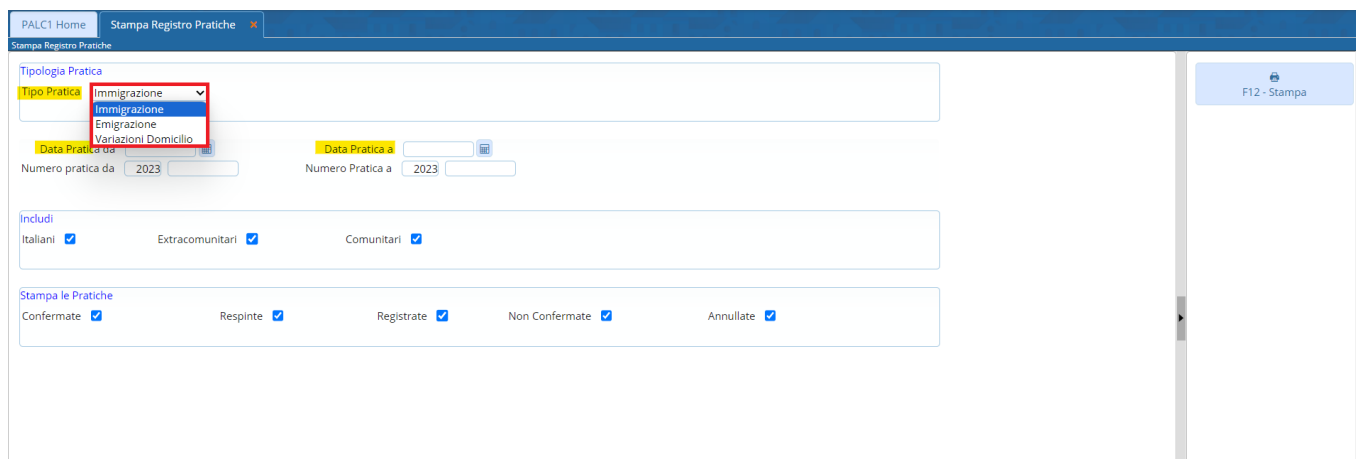 PALC1 Home Stampa Registro Pratiche ×
Stampa Registro Pratiche
Tipologia Pratica
Tipo Pratica Immigrazione
Immigrazione
Emigrazione
Variazioni Domicilio
Data Pratica da Data Pratica a
Numero pratica da 2023 Numero Pratica a 2023
Includi
Italiani Extracomunitari Comunitari
Stampa le Pratiche
Confermate Respinte Registrate Non Confermate Annullate
F12 - Stampa